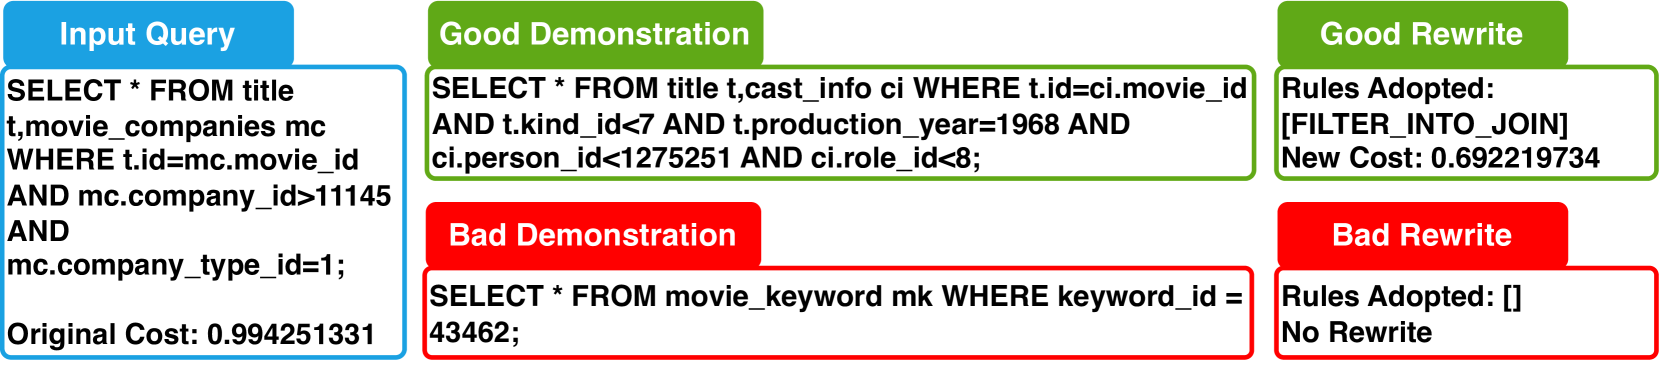 Input Query
SELECT * FROM title
t,movie_companies mc
WHERE t.id=mc.movie_id
AND mc.company_id>11145
AND
mc.company_type_id=1;
Original Cost: 0.994251331
Good Demonstration
SELECT * FROM title t,cast_info ci WHERE t.id=ci.movie_id
AND t.kind_id<7 AND t.production_year=1968 AND
ci.person_id<1275251 AND ci.role_id<8;
Good Rewrite
Rules Adopted:
[FILTER_INTO_JOIN]
New Cost: 0.692219734
Bad Demonstration
SELECT * FROM movie_keyword mk WHERE keyword_id =
43462;
Bad Rewrite
Rules Adopted: []
No Rewrite